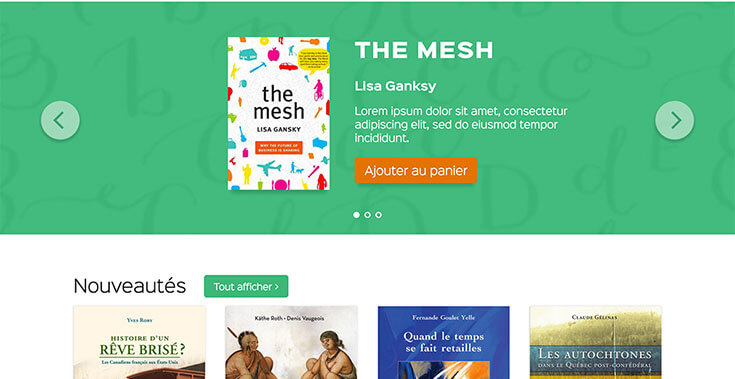 THE MESH
the
mesh
LISA GANSKY
WHY THE FUTURE OF
BUSINESS IS SHARING
Lisa Ganksy
Lorem ipsum dolor sit amet, consectetur
adipiscing elit, sed do eiusmod tempor
incididunt.
Ajouter au panier
Nouveautés
Tout afficher >
YVES ROBY
HISTOIRE D'UN
RÊVE BRISÉ?
Les Canadiens français aux États-Unis
Käthe Roth • Denis Vaugeois
Fernande Goulet Yelle
Quand le temps
se fait retailles
CLAUDE GÉLINAS
LES AUTOCHTONES
DANS LE QUÉBEC POST-CONFÉDÉRAL